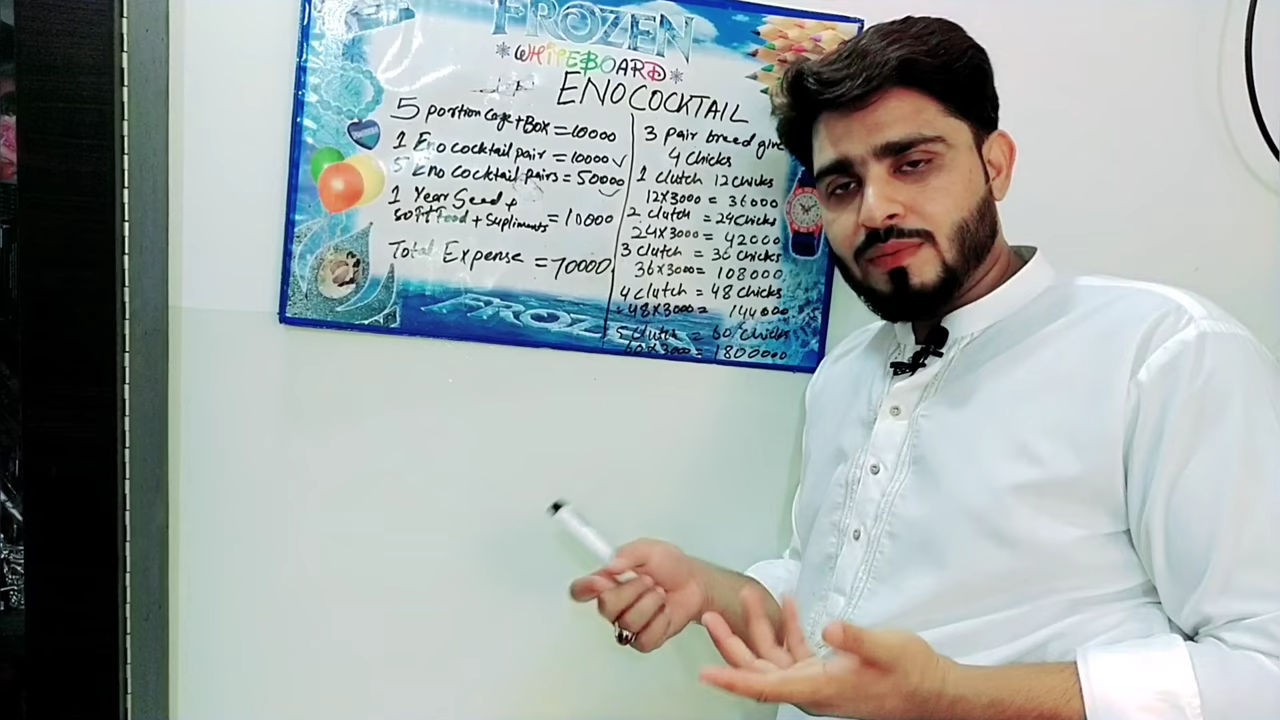 FROZEN
WHITEBOARD
ENO COCKTAIL
5 portion Cage + Box = 10000
1 Eno cocktail pair = 10000 ✓
5 Eno cocktail pairs = 50000
1 Year Seed +
soft food + Supliments = 10000
Total Expense = 70000
3 pair breed give
4 Chicks
1 clutch 12 chicks
12x3000 = 36000
2 clutch = 24 chicks
24x3000 = 42000
3 clutch = 36 chicks
36x3000 = 108000
4 clutch = 48 chicks
48x3000 = 144000
5 clutch = 60 chicks
60x3000 = 1800000
FROZ